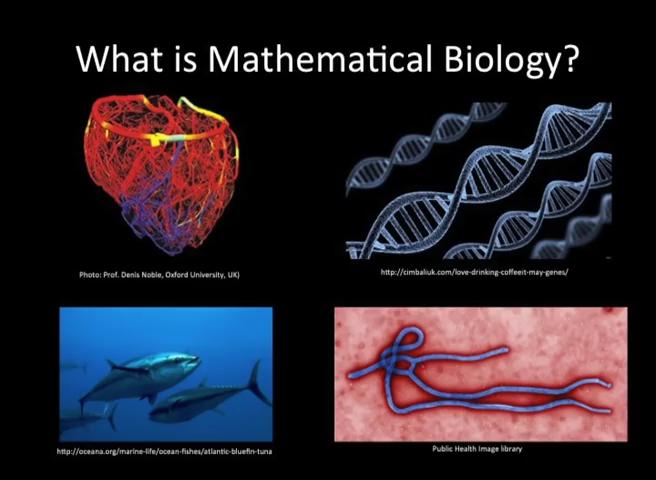 What is Mathematical Biology?
Photo: Prof. Denis Noble, Oxford University, UK)
http://cimbaliuk.com/love-drinking-coffeeit-may-genes/
http://oceana.org/marine-life/ocean-fishes/atlantic-bluefin-tuna
Public Health Image library